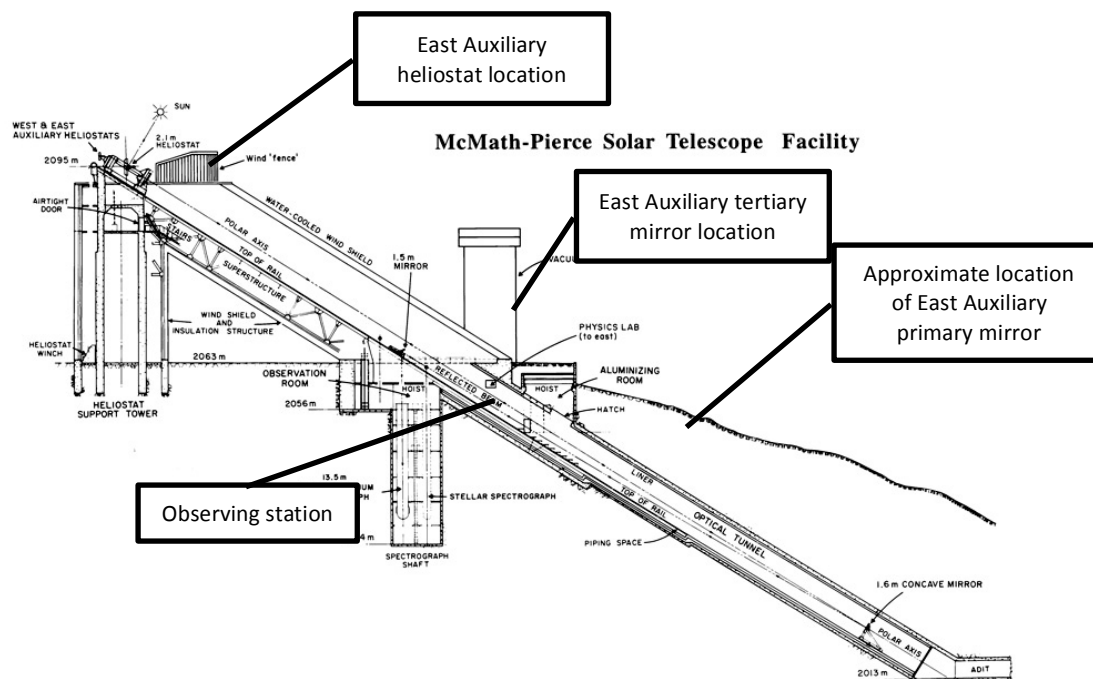 East Auxiliary
heliostat location
SUN
WEST & EAST
AUXILIARY HELIOSTATS
2.1 m
HELIOSTAT
Wind 'fence'
McMath-Pierce Solar Telescope Facility
2095 m
AIRTIGHT
DOOR
STAIRS
POLAR AXIS
TOP OF RAIL
SUPERSTRUCTURE
WATER-COOLED WIND SHIELD
East Auxiliary tertiary
mirror location
1.5 m
MIRROR
Approximate location
of East Auxiliary
primary mirror
WIND SHIELD
AND
INSULATION STRUCTURE
HELIOSTAT
WINCH
2063 m
PHYSICS LAB
(to east)
OBSERVATION
ROOM
HOIST
REFLECTED BEAM
HOIST
ALUMINIZING
ROOM
HELIOSTAT
SUPPORT TOWER
2056 m
HATCH
LINER
13.5 m
STELLAR SPECTROGRAPH
Observing station
TOP OF RAIL
OPTICAL TUNNEL
PIPING SPACE
4 m
SPECTROGRAPH
SHAFT
1.6 m CONCAVE MIRROR
POLAR AXIS
2013 m
ADIT